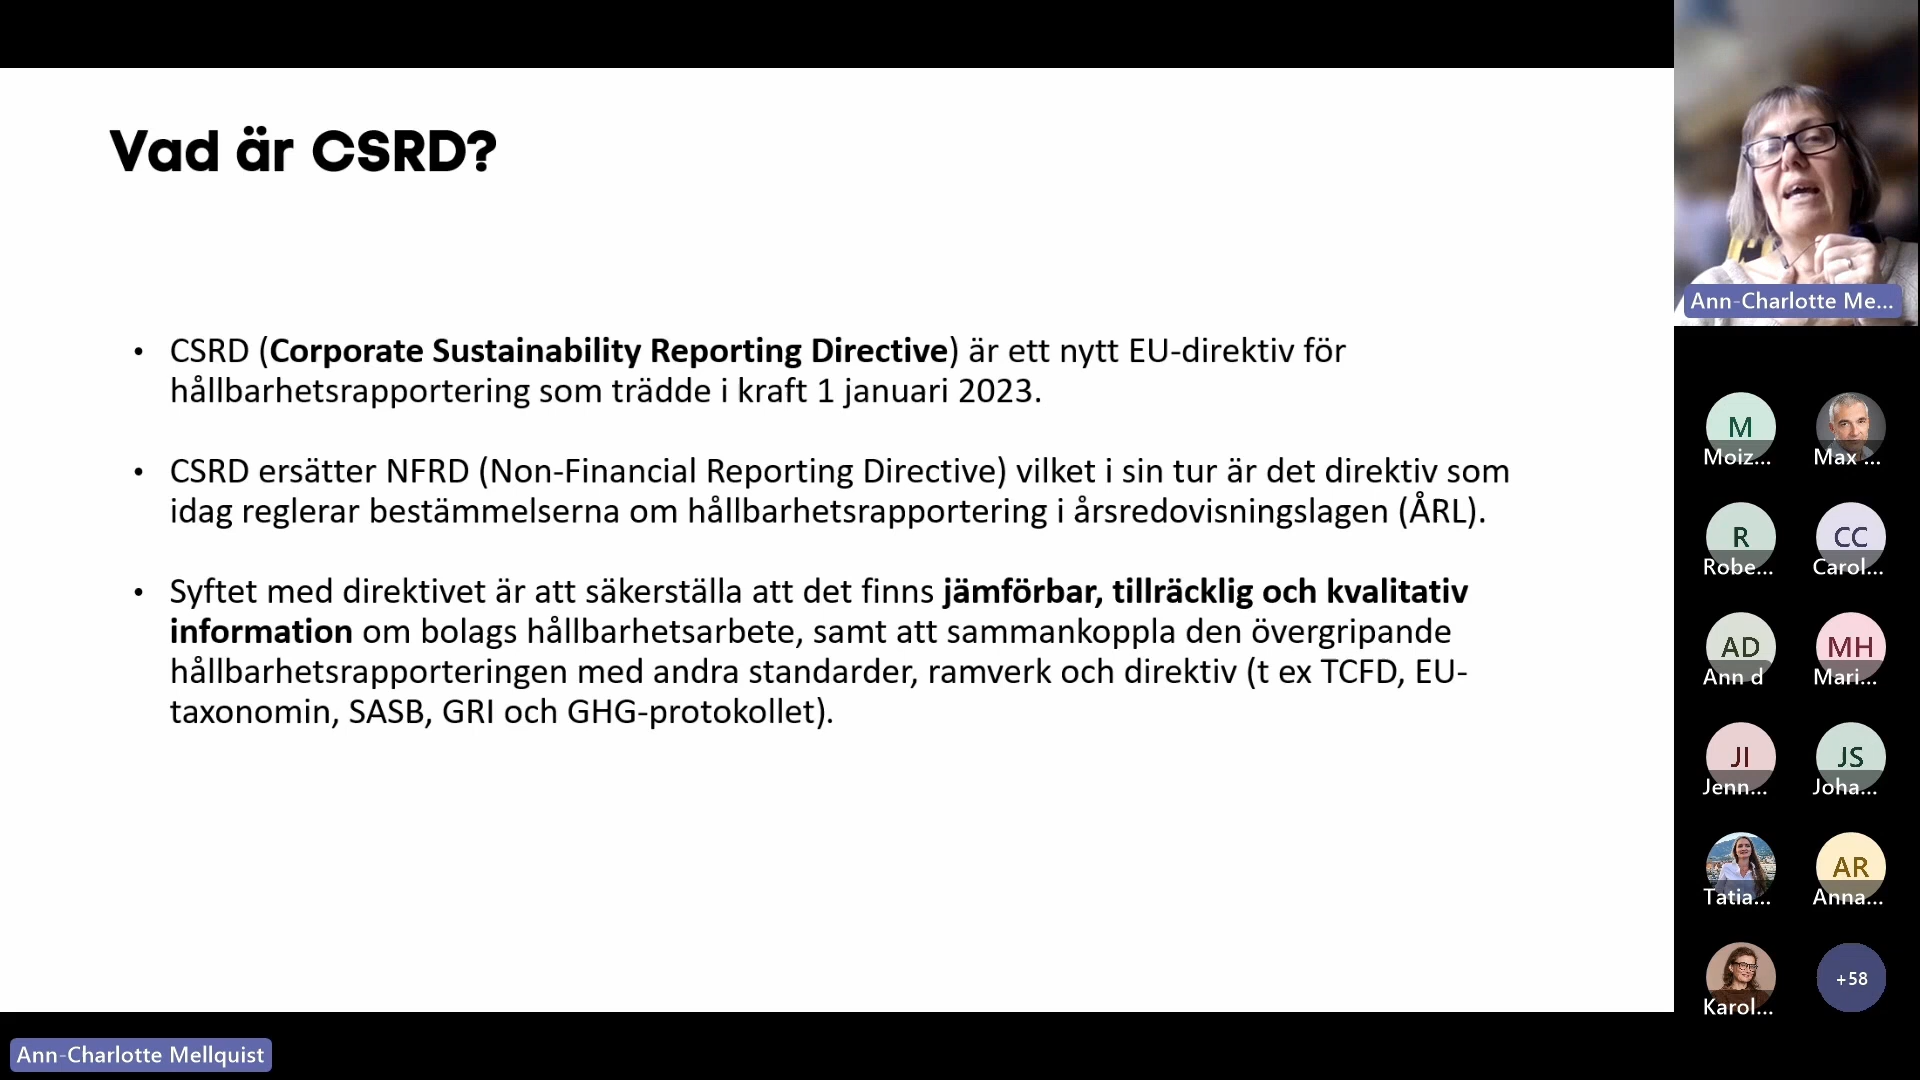 Vad är CSRD?
• CSRD (Corporate Sustainability Reporting Directive) är ett nytt EU-direktiv för
hållbarhetsrapportering som trädde i kraft 1 januari 2023.
• CSRD ersätter NFRD (Non-Financial Reporting Directive) vilket i sin tur är det direktiv som
idag reglerar bestämmelserna om hållbarhetsrapportering i årsredovisningslagen (ÅRL).
• Syftet med direktivet är att säkerställa att det finns jämförbar, tillräcklig och kvalitativ
information om bolags hållbarhetsarbete, samt att sammankoppla den övergripande
hållbarhetsrapporteringen med andra standarder, ramverk och direktiv (t ex TCFD, EU-
taxonomin, SASB, GRI och GHG-protokollet).
Ann-Charlotte Me...
M
Moiz...
Max ...
R
Robe...
CC
Carol...
AD
Ann d
MH
Mari...
JI
Jenn...
JS
Joha...
Tatia...
AR
Anna...
Karol...
+58
Ann-Charlotte Mellquist